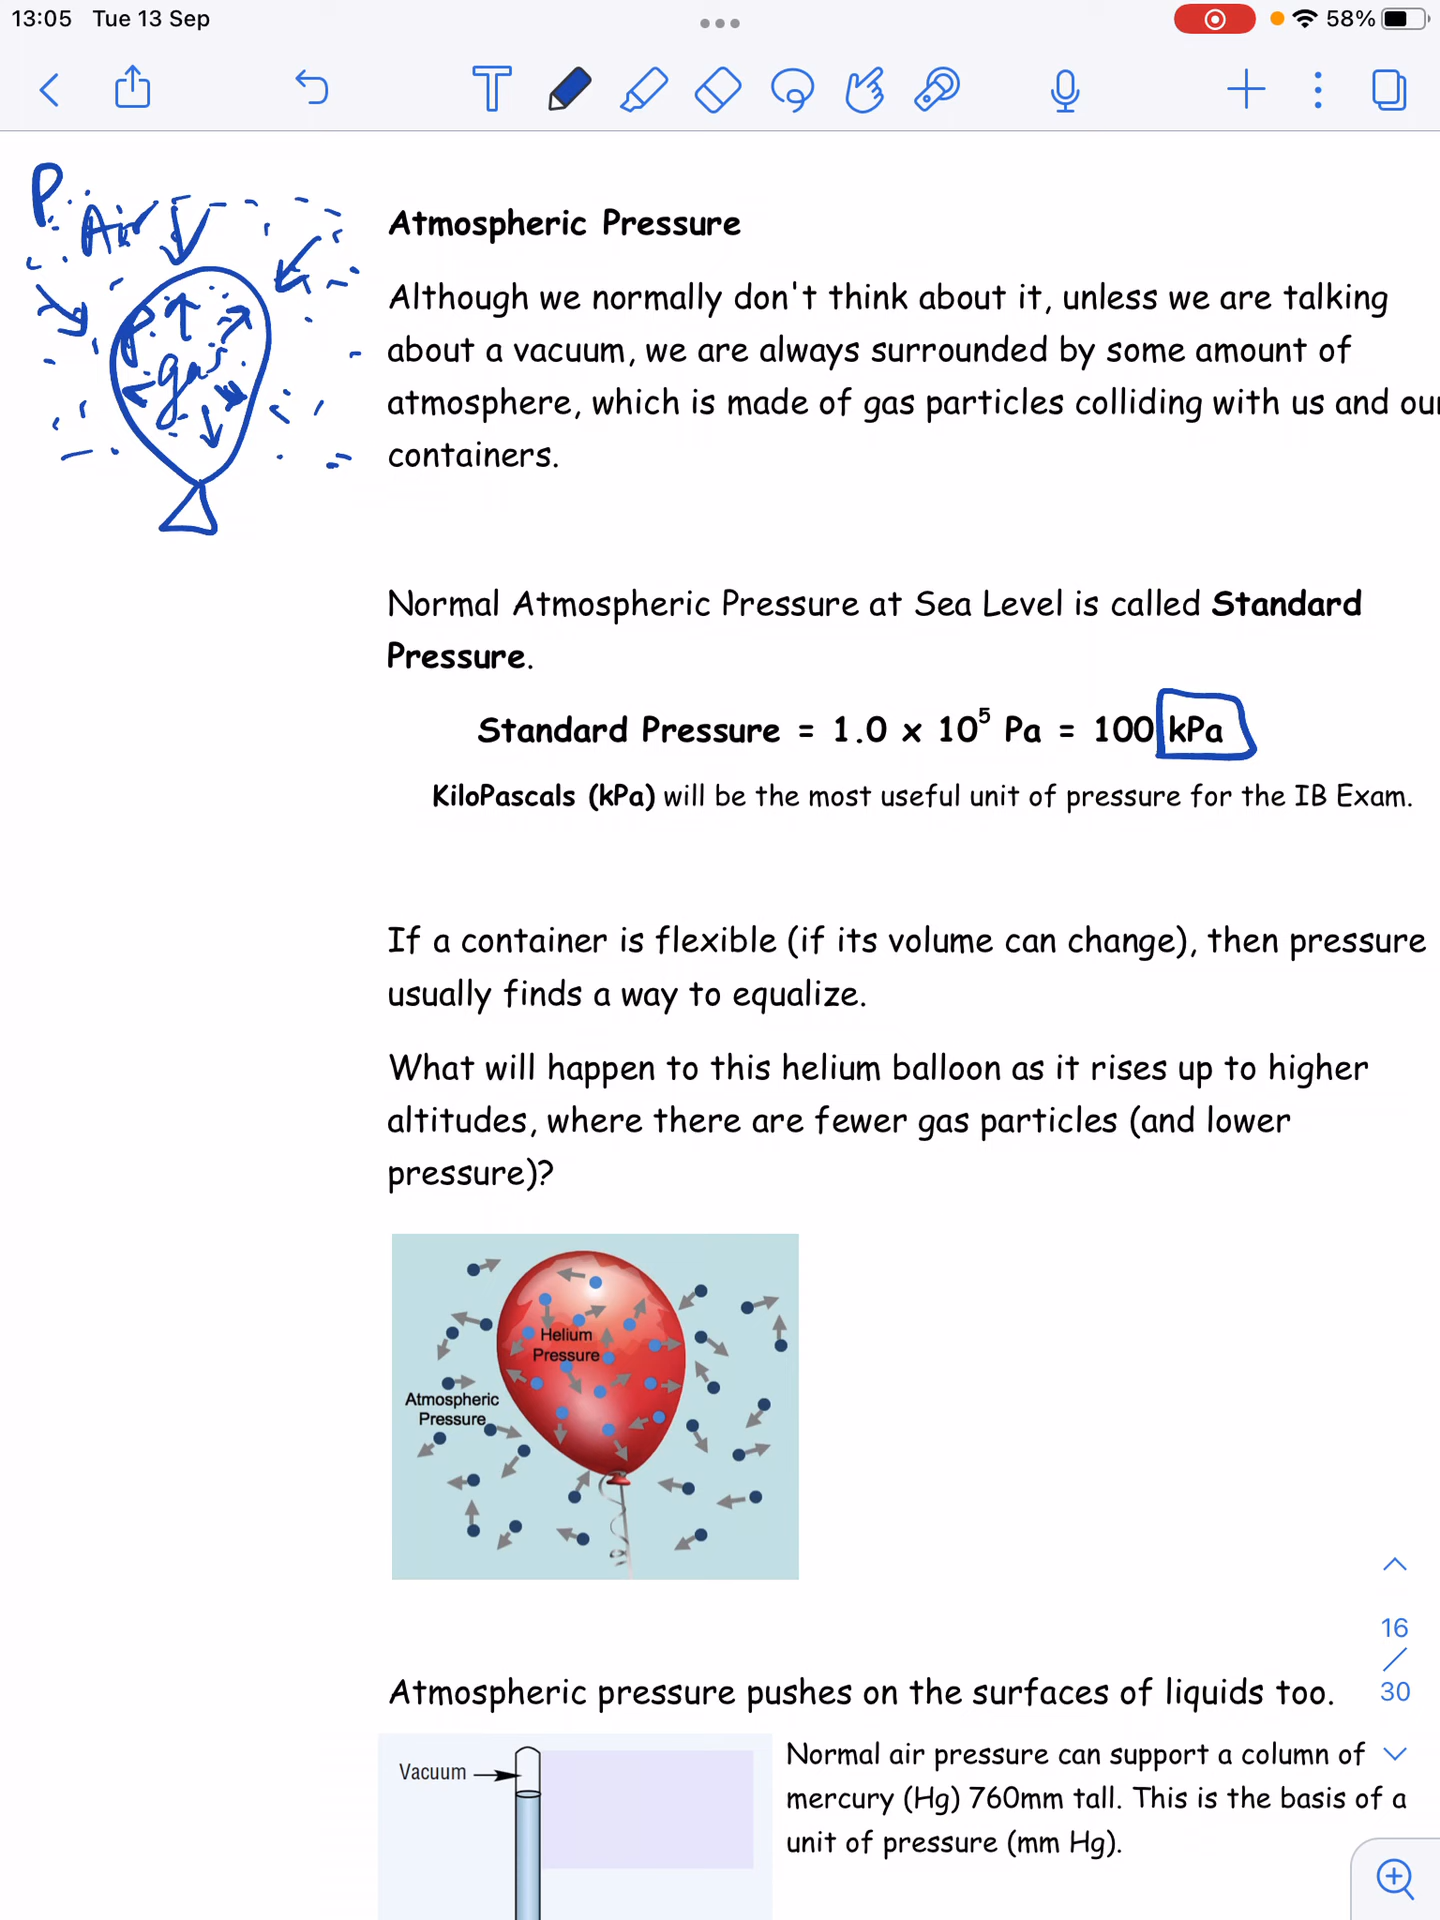 13:05 Tue 13 Sep
58%
P
Air
P
gas
Atmospheric Pressure
Although we normally don't think about it, unless we are talking
about a vacuum, we are always surrounded by some amount of
atmosphere, which is made of gas particles colliding with us and our
containers.
Normal Atmospheric Pressure at Sea Level is called Standard
Pressure.
Standard Pressure = 1.0 x 10⁵ Pa = 100 kPa
KiloPascals (kPa) will be the most useful unit of pressure for the IB Exam.
If a container is flexible (if its volume can change), then pressure
usually finds a way to equalize.
What will happen to this helium balloon as it rises up to higher
altitudes, where there are fewer gas particles (and lower
pressure)?
Helium
Pressure
Atmospheric
Pressure
16
/
30
Atmospheric pressure pushes on the surfaces of liquids too.
Vacuum
Normal air pressure can support a column of
mercury (Hg) 760mm tall. This is the basis of a
unit of pressure (mm Hg).